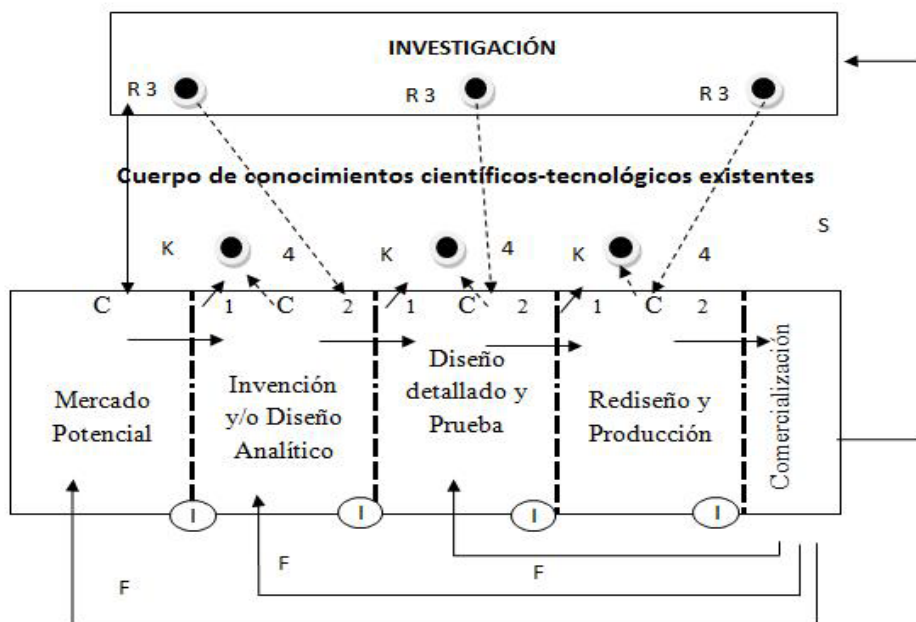 INVESTIGACIÓN
R 3 R 3 R 3
Cuerpo de conocimientos científicos-tecnológicos existentes
S
K 4 K 4 K 4
C 1 C 2 1 C 2 1 C 2
Mercado
Potencial
Invención
y/o Diseño
Analítico
Diseño
detallado y
Prueba
Rediseño y
Producción
Comercialización
I I I I
F F F